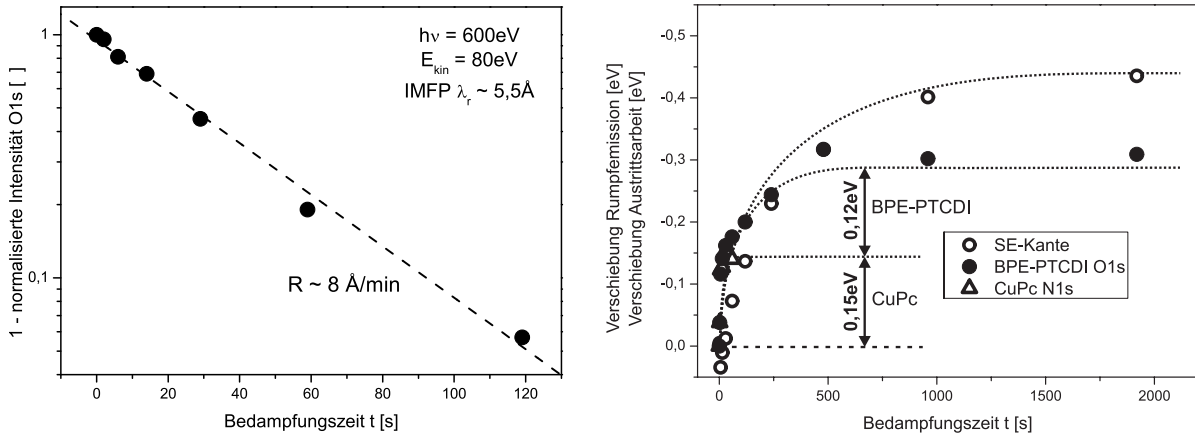 1 - normalisierte Intensität O1s [ ]
1
0,1
hν = 600eV
E_kin = 80eV
IMFP λ_r ~ 5,5Å
R ~ 8 Å/min
0 20 40 60 80 100 120
Bedampfungszeit t [s]
Verschiebung Rumpfemission [eV]
Verschiebung Austrittsarbeit [eV]
-0,5
-0,4
-0,3
-0,2
-0,1
0,0
0,12eV
BPE-PTCDI
0,15eV
CuPc
SE-Kante
BPE-PTCDI O1s
CuPc N1s
0 500 1000 1500 2000
Bedampfungszeit t [s]